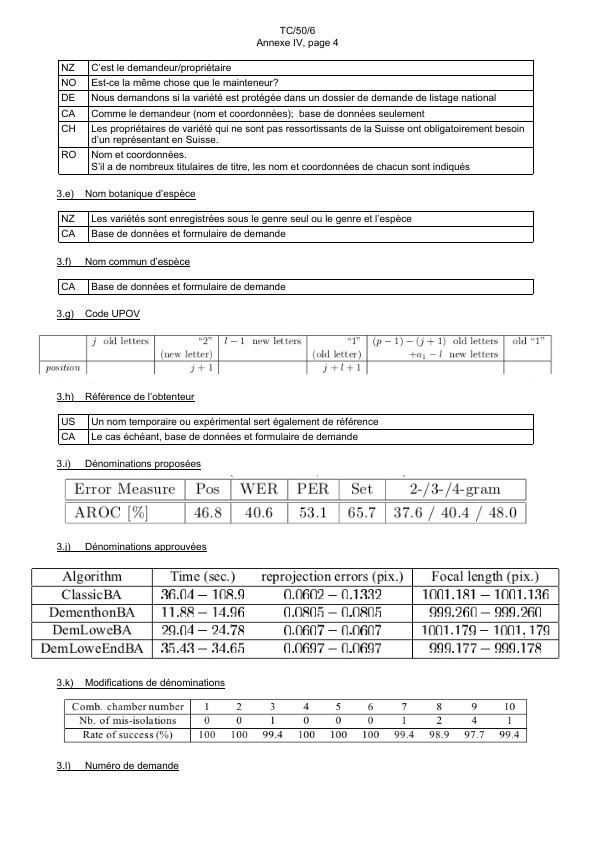 TC/50/6
Annexe IV, page 4
NZ C'est le demandeur/propriétaire
NO Est-ce la même chose que le mainteneur?
DE Nous demandons si la variété est protégée dans un dossier de demande de listage national
CA Comme le demandeur (nom et coordonnées); base de données seulement
CH Les propriétaires de variété qui ne sont pas ressortissants de la Suisse ont obligatoirement besoin
d'un représentant en Suisse.
RO Nom et coordonnées.
S'il a de nombreux titulaires de titre, les nom et coordonnées de chacun sont indiqués
3.e) Nom botanique d'espèce
NZ Les variétés sont enregistrées sous le genre seul ou le genre et l'espèce
CA Base de données et formulaire de demande
3.f) Nom commun d'espèce
CA Base de données et formulaire de demande
3.g) Code UPOV
j old letters "2" l − 1 new letters "1" (p − 1) − (j + 1) old letters old "1"
(new letter) (old letter) +a₁ − l new letters
position j + 1 j + l + 1
3.h) Référence de l'obtenteur
US Un nom temporaire ou expérimental sert également de référence
CA Le cas échéant, base de données et formulaire de demande
3.i) Dénominations proposées
Error Measure Pos WER PER Set 2-/3-/4-gram
AROC [%] 46.8 40.6 53.1 65.7 37.6 / 40.4 / 48.0
3.j) Dénominations approuvées
Algorithm Time (sec.) reprojection errors (pix.) Focal length (pix.)
ClassicBA 36.04 − 108.9 0.0602 − 0.1332 1001.181 − 1001.136
DementhonBA 11.88 − 14.96 0.0805 − 0.0805 999.260 − 999.260
DemLoweBA 29.04 − 24.78 0.0607 − 0.0607 1001.179 − 1001,179
DemLoweEndBA 35.43 − 34.65 0.0697 − 0.0697 999.177 − 999.178
3.k) Modifications de dénominations
Comb. chamber number 1 2 3 4 5 6 7 8 9 10
Nb. of mis-isolations 0 0 1 0 0 0 1 2 4 1
Rate of success (%) 100 100 99.4 100 100 100 99.4 98.9 97.7 99.4
3.l) Numéro de demande